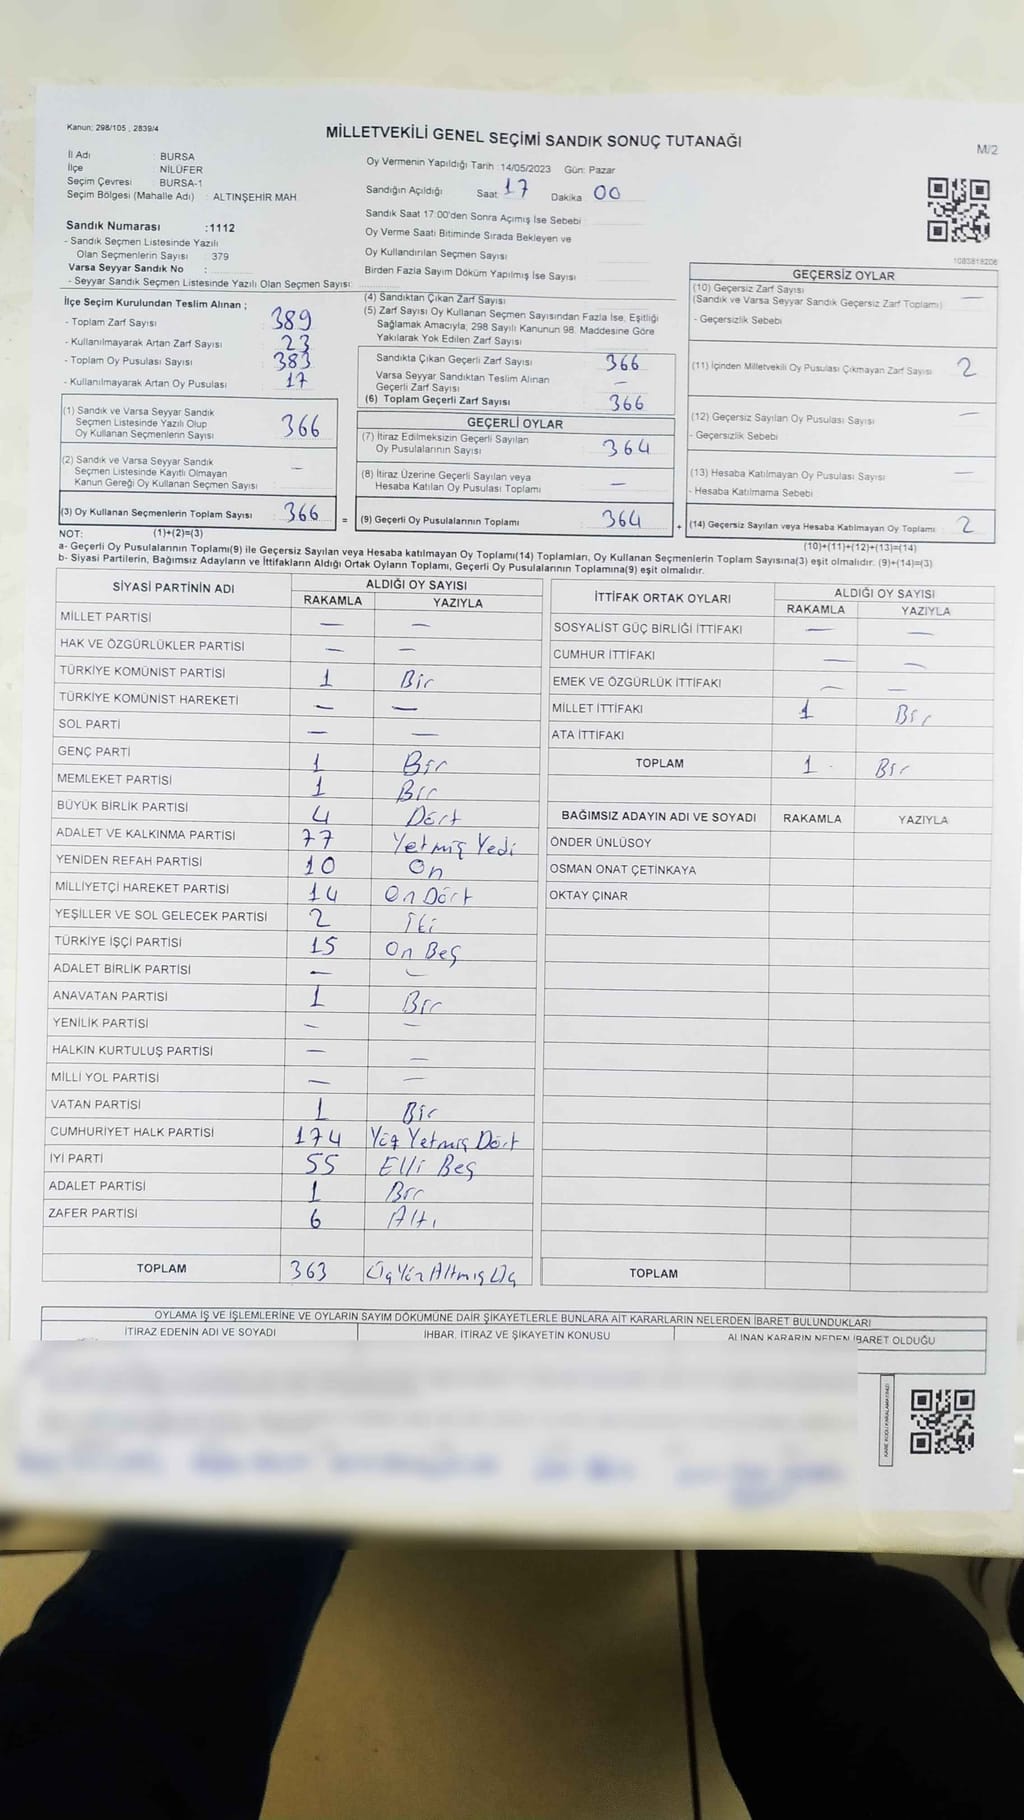 Kanun; 298/105 , 2839/4
MİLLETVEKİLİ GENEL SEÇİMİ SANDIK SONUÇ TUTANAĞI
M/2
İl Adı : BURSA
İlçe : NİLÜFER
Seçim Çevresi : BURSA-1
Seçim Bölgesi (Mahalle Adı) : ALTINŞEHİR MAH
Oy Vermenin Yapıldığı Tarih :14/05/2023 Gün: Pazar
Sandığın Açıldığı Saat 17 Dakika 00
Sandık Saat 17:00'den Sonra Açımış İse Sebebi
Oy Verme Saati Bitiminde Sırada Bekleyen ve
Oy Kullandırılan Seçmen Sayısı
Birden Fazla Sayım Döküm Yapılmış İse Sayısı
1083818206
Sandık Numarası :1112
- Sandık Seçmen Listesinde Yazılı
Olan Seçmenlerin Sayısı : 379
Varsa Seyyar Sandık No :
- Seyyar Sandık Seçmen Listesinde Yazılı Olan Seçmen Sayısı:
İlçe Seçim Kurulundan Teslim Alınan ;
- Toplam Zarf Sayısı 389
- Kullanılmayarak Artan Zarf Sayısı 23
- Toplam Oy Pusulası Sayısı 383
- Kullanılmayarak Artan Oy Pusulası 17
(1) Sandık ve Varsa Seyyar Sandık
Seçmen Listesinde Yazılı Olup
Oy Kullanan Seçmenlerin Sayısı 366
(2) Sandık ve Varsa Seyyar Sandık
Seçmen Listesinde Kayıtlı Olmayan
Kanun Gereği Oy Kullanan Seçmen Sayısı —
(3) Oy Kullanan Seçmenlerin Toplam Sayısı 366 =
(4) Sandıktan Çıkan Zarf Sayısı
(5) Zarf Sayısı Oy Kullanan Seçmen Sayısından Fazla İse, Eşitliği
Sağlamak Amacıyla, 298 Sayılı Kanunun 98. Maddesine Göre
Yakılarak Yok Edilen Zarf Sayısı
Sandıkta Çıkan Geçerli Zarf Sayısı 366
Varsa Seyyar Sandıktan Teslim Alınan
Geçerli Zarf Sayısı —
(6) Toplam Geçerli Zarf Sayısı 366
GEÇERLİ OYLAR
(7) İtiraz Edilmeksizin Geçerli Sayılan
Oy Pusulalarının Sayısı 364
(8) İtiraz Üzerine Geçerli Sayılan veya
Hesaba Katılan Oy Pusulası Toplamı —
(9) Geçerli Oy Pusulalarının Toplamı 364 +
GEÇERSİZ OYLAR
(10) Geçersiz Zarf Sayısı —
(Sandık ve Varsa Seyyar Sandık Geçersiz Zarf Toplamı)
- Geçersizlik Sebebi
(11) İçinden Milletvekili Oy Pusulası Çıkmayan Zarf Sayısı 2
(12) Geçersiz Sayılan Oy Pusulası Sayısı —
- Geçersizlik Sebebi
(13) Hesaba Katılmayan Oy Pusulası Sayısı —
- Hesaba Katılmama Sebebi
(14) Geçersiz Sayılan veya Hesaba Katılmayan Oy Toplamı 2
NOT: (1)+(2)=(3)
(10)+(11)+(12)+(13)=(14)
a- Geçerli Oy Pusulalarının Toplamı(9) ile Geçersiz Sayılan veya Hesaba katılmayan Oy Toplamı(14) Toplamları, Oy Kullanan Seçmenlerin Toplam Sayısına(3) eşit olmalıdır. (9)+(14)=(3)
b- Siyasi Partilerin, Bağımsız Adayların ve İttifakların Aldığı Ortak Oyların Toplamı, Geçerli Oy Pusulalarının Toplamına(9) eşit olmalıdır.
SİYASİ PARTİNİN ADI ALDIĞI OY SAYISI
RAKAMLA YAZIYLA
MİLLET PARTİSİ — —
HAK VE ÖZGÜRLÜKLER PARTİSİ — —
TÜRKİYE KOMÜNİST PARTİSİ 1 Bir
TÜRKİYE KOMÜNİST HAREKETİ — —
SOL PARTİ — —
GENÇ PARTİ 1 Bir
MEMLEKET PARTİSİ 1 Bir
BÜYÜK BİRLİK PARTİSİ 4 Dört
ADALET VE KALKINMA PARTİSİ 77 Yetmiş Yedi
YENİDEN REFAH PARTİSİ 10 On
MİLLİYETÇİ HAREKET PARTİSİ 14 On Dört
YEŞİLLER VE SOL GELECEK PARTİSİ 2 İki
TÜRKİYE İŞÇİ PARTİSİ 15 On Beş
ADALET BİRLİK PARTİSİ — —
ANAVATAN PARTİSİ 1 Bir
YENİLİK PARTİSİ — —
HALKIN KURTULUŞ PARTİSİ — —
MİLLİ YOL PARTİSİ — —
VATAN PARTİSİ 1 Bir
CUMHURİYET HALK PARTİSİ 174 Yüz Yetmiş Dört
İYİ PARTİ 55 Elli Beş
ADALET PARTİSİ 1 Bir
ZAFER PARTİSİ 6 Altı
TOPLAM 363 Üç Yüz Altmış Üç
İTTİFAK ORTAK OYLARI ALDIĞI OY SAYISI
RAKAMLA YAZIYLA
SOSYALİST GÜÇ BİRLİĞİ İTTİFAKI — —
CUMHUR İTTİFAKI — —
EMEK VE ÖZGÜRLÜK İTTİFAKI — —
MİLLET İTTİFAKI 1 Bir
ATA İTTİFAKI
TOPLAM 1 Bir
BAĞIMSIZ ADAYIN ADI VE SOYADI RAKAMLA YAZIYLA
ÖNDER ÜNLÜSOY
OSMAN ONAT ÇETİNKAYA
OKTAY ÇINAR
TOPLAM
OYLAMA İŞ VE İŞLEMLERİNE VE OYLARIN SAYIM DÖKÜMÜNE DAİR ŞİKAYETLERLE BUNLARA AİT KARARLARIN NELERDEN İBARET BULUNDUKLARI
İTİRAZ EDENİN ADI VE SOYADI İHBAR, İTİRAZ VE ŞİKAYETİN KONUSU ALINAN KARARIN NEDEN İBARET OLDUĞU